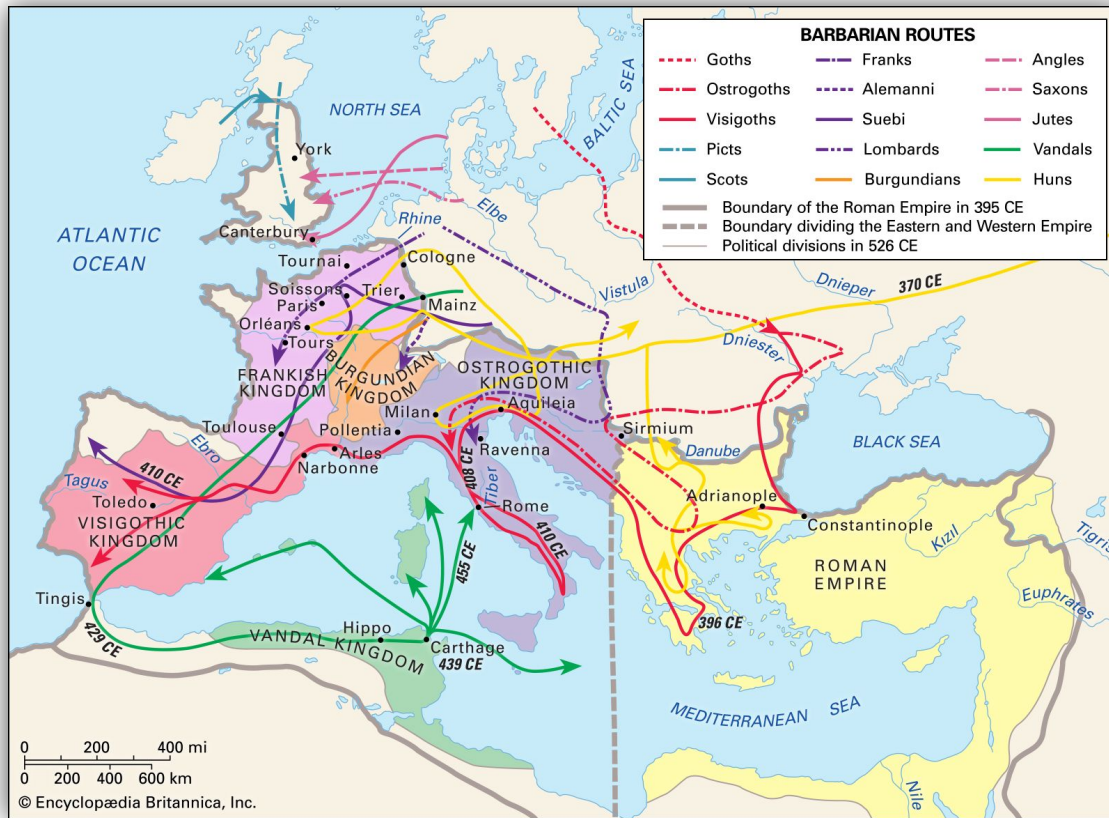 BARBARIAN ROUTES
Goths
Ostrogoths
Visigoths
Picts
Scots
Franks
Alemanni
Suebi
Lombards
Burgundians
Angles
Saxons
Jutes
Vandals
Huns
Boundary of the Roman Empire in 395 CE
Boundary dividing the Eastern and Western Empire
Political divisions in 526 CE
NORTH SEA
BALTIC SEA
York
ATLANTIC
OCEAN
Canterbury
Rhine
Elbe
Tournai
Cologne
Vistula
Dnieper
370 CE
Soissons
Trier
Paris
Mainz
Orléans
Tours
Dniester
FRANKISH
KINGDOM
BURGUNDIAN
KINGDOM
OSTROGOTHIC
KINGDOM
Milan
Aquileia
Toulouse
Pollentia
Sirmium
BLACK SEA
Ebro
Arles
Narbonne
Ravenna
Danube
410 CE
408 CE
Tiber
Tagus
Toledo
VISIGOTHIC
KINGDOM
Rome
410 CE
Adrianople
Constantinople
Kızıl
Tigris
ROMAN
EMPIRE
455 CE
Euphrates
Tingis
429 CE
Hippo
VANDAL KINGDOM
Carthage
439 CE
396 CE
MEDITERRANEAN SEA
Nile
0 200 400 mi
0 200 400 600 km
© Encyclopædia Britannica, Inc.